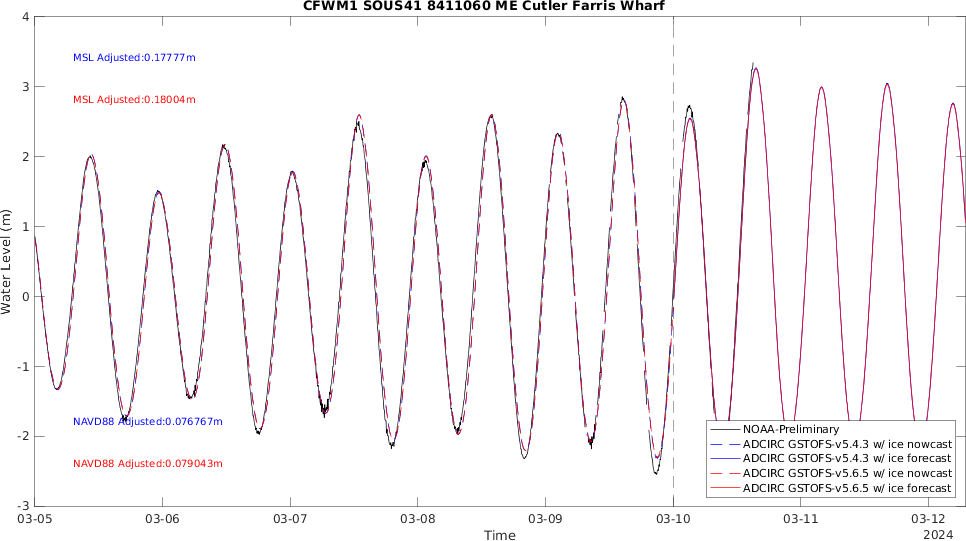 CFWM1 SOUS41 8411060 ME Cutler Farris Wharf
4
3
2
1
0
-1
-2
-3
Water Level (m)
MSL Adjusted:0.17777m
MSL Adjusted:0.18004m
NAVD88 Adjusted:0.076767m
NAVD88 Adjusted:0.079043m
NOAA-Preliminary
ADCIRC GSTOFS-v5.4.3 w/ ice nowcast
ADCIRC GSTOFS-v5.4.3 w/ ice forecast
ADCIRC GSTOFS-v5.6.5 w/ ice nowcast
ADCIRC GSTOFS-v5.6.5 w/ ice forecast
03-05 03-06 03-07 03-08 03-09 03-10 03-11 03-12
Time
2024